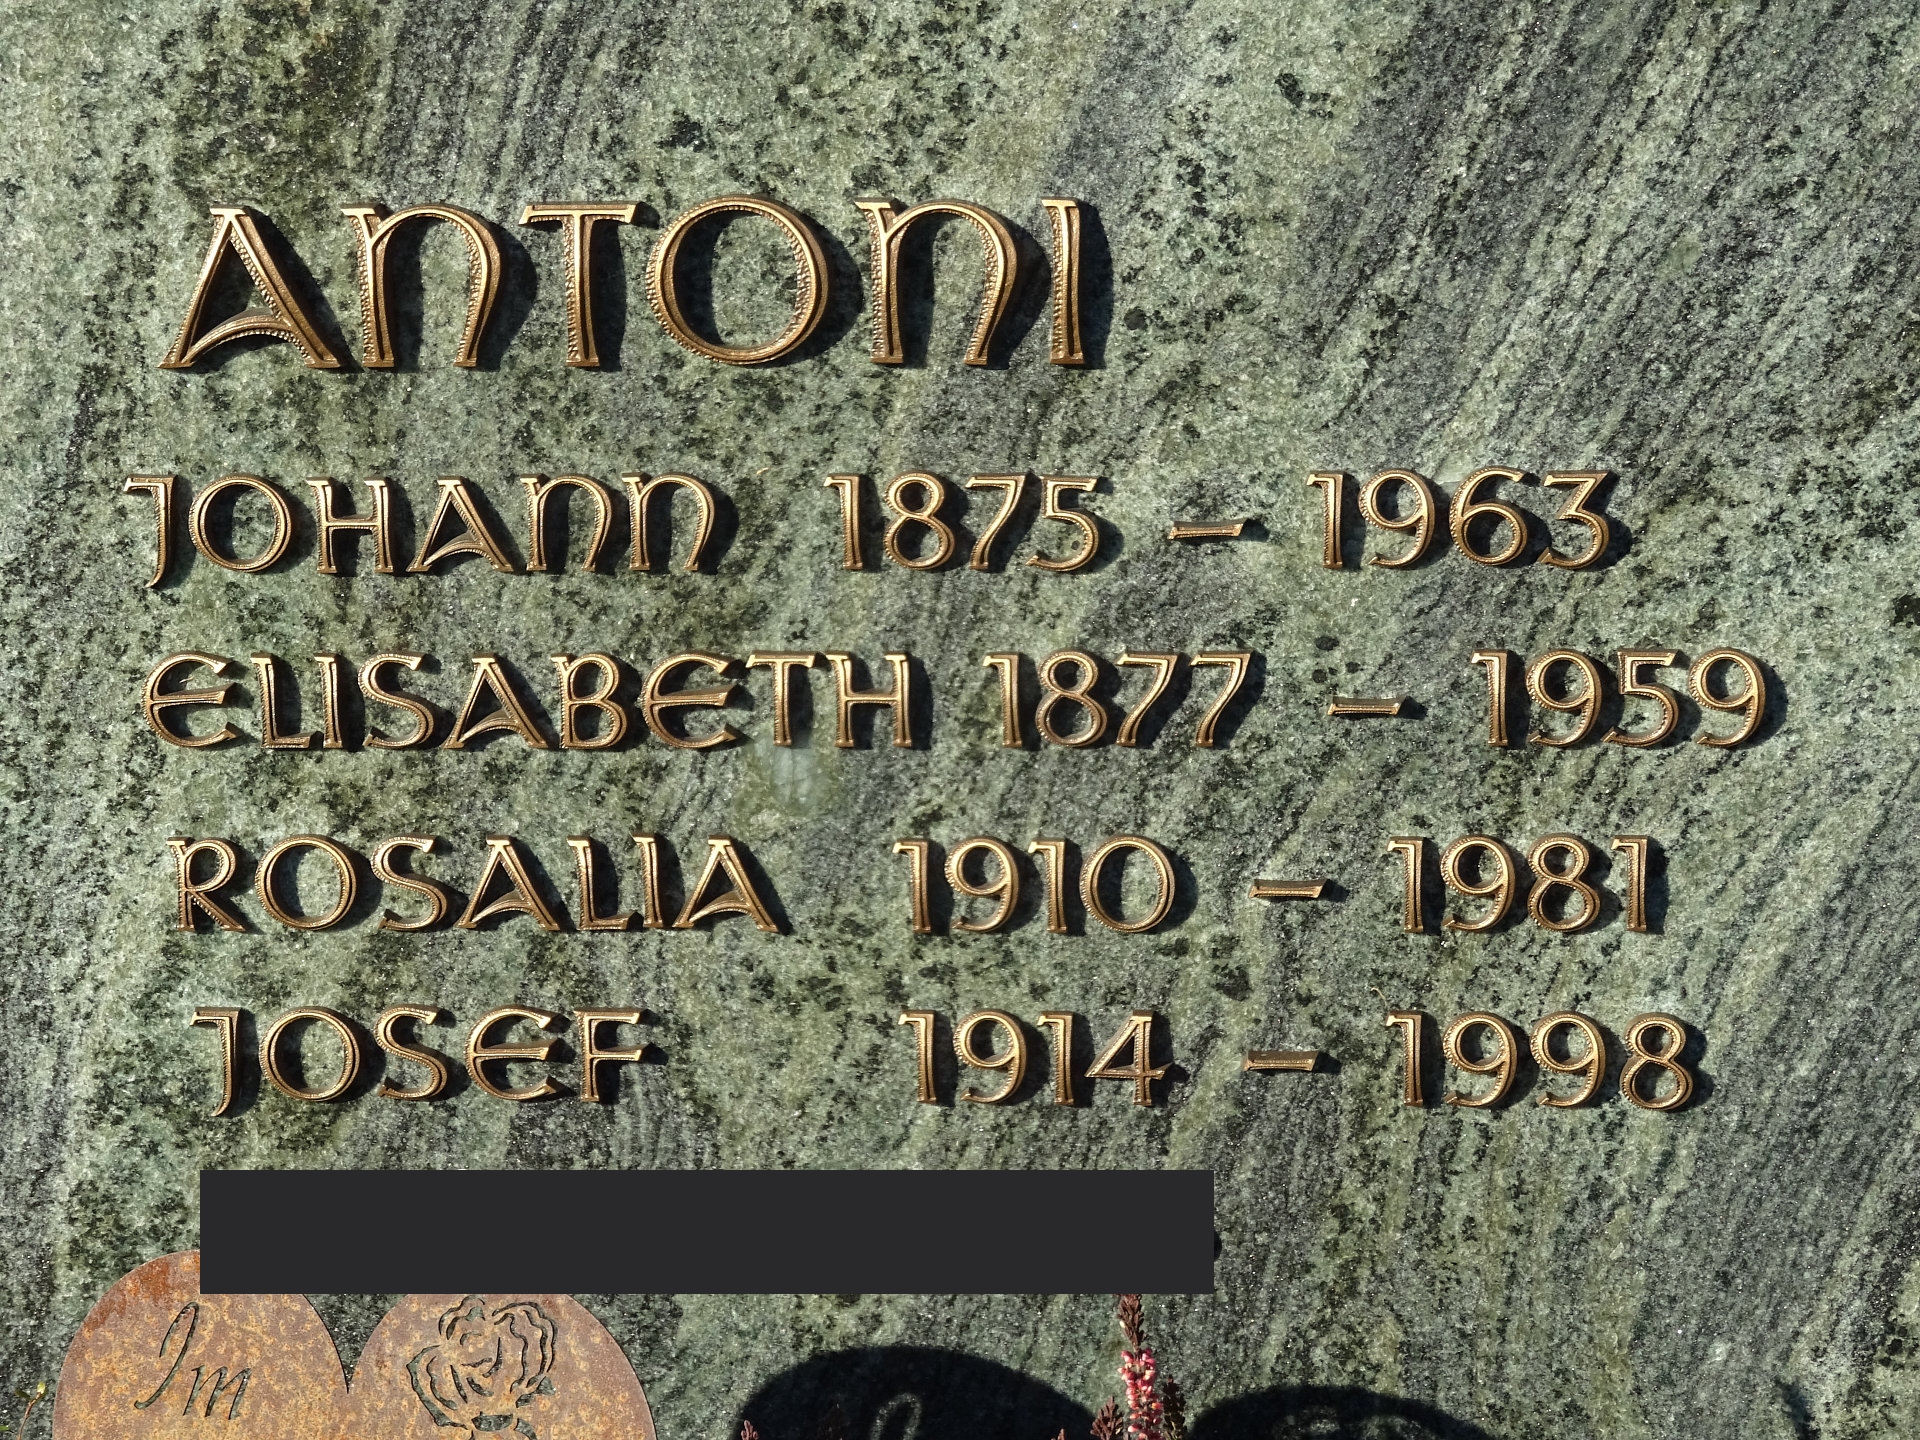 ANTONI
JOHANN 1875 – 1963
ELISABETH 1877 – 1959
ROSALIA 1910 – 1981
JOSEF 1914 – 1998
Im